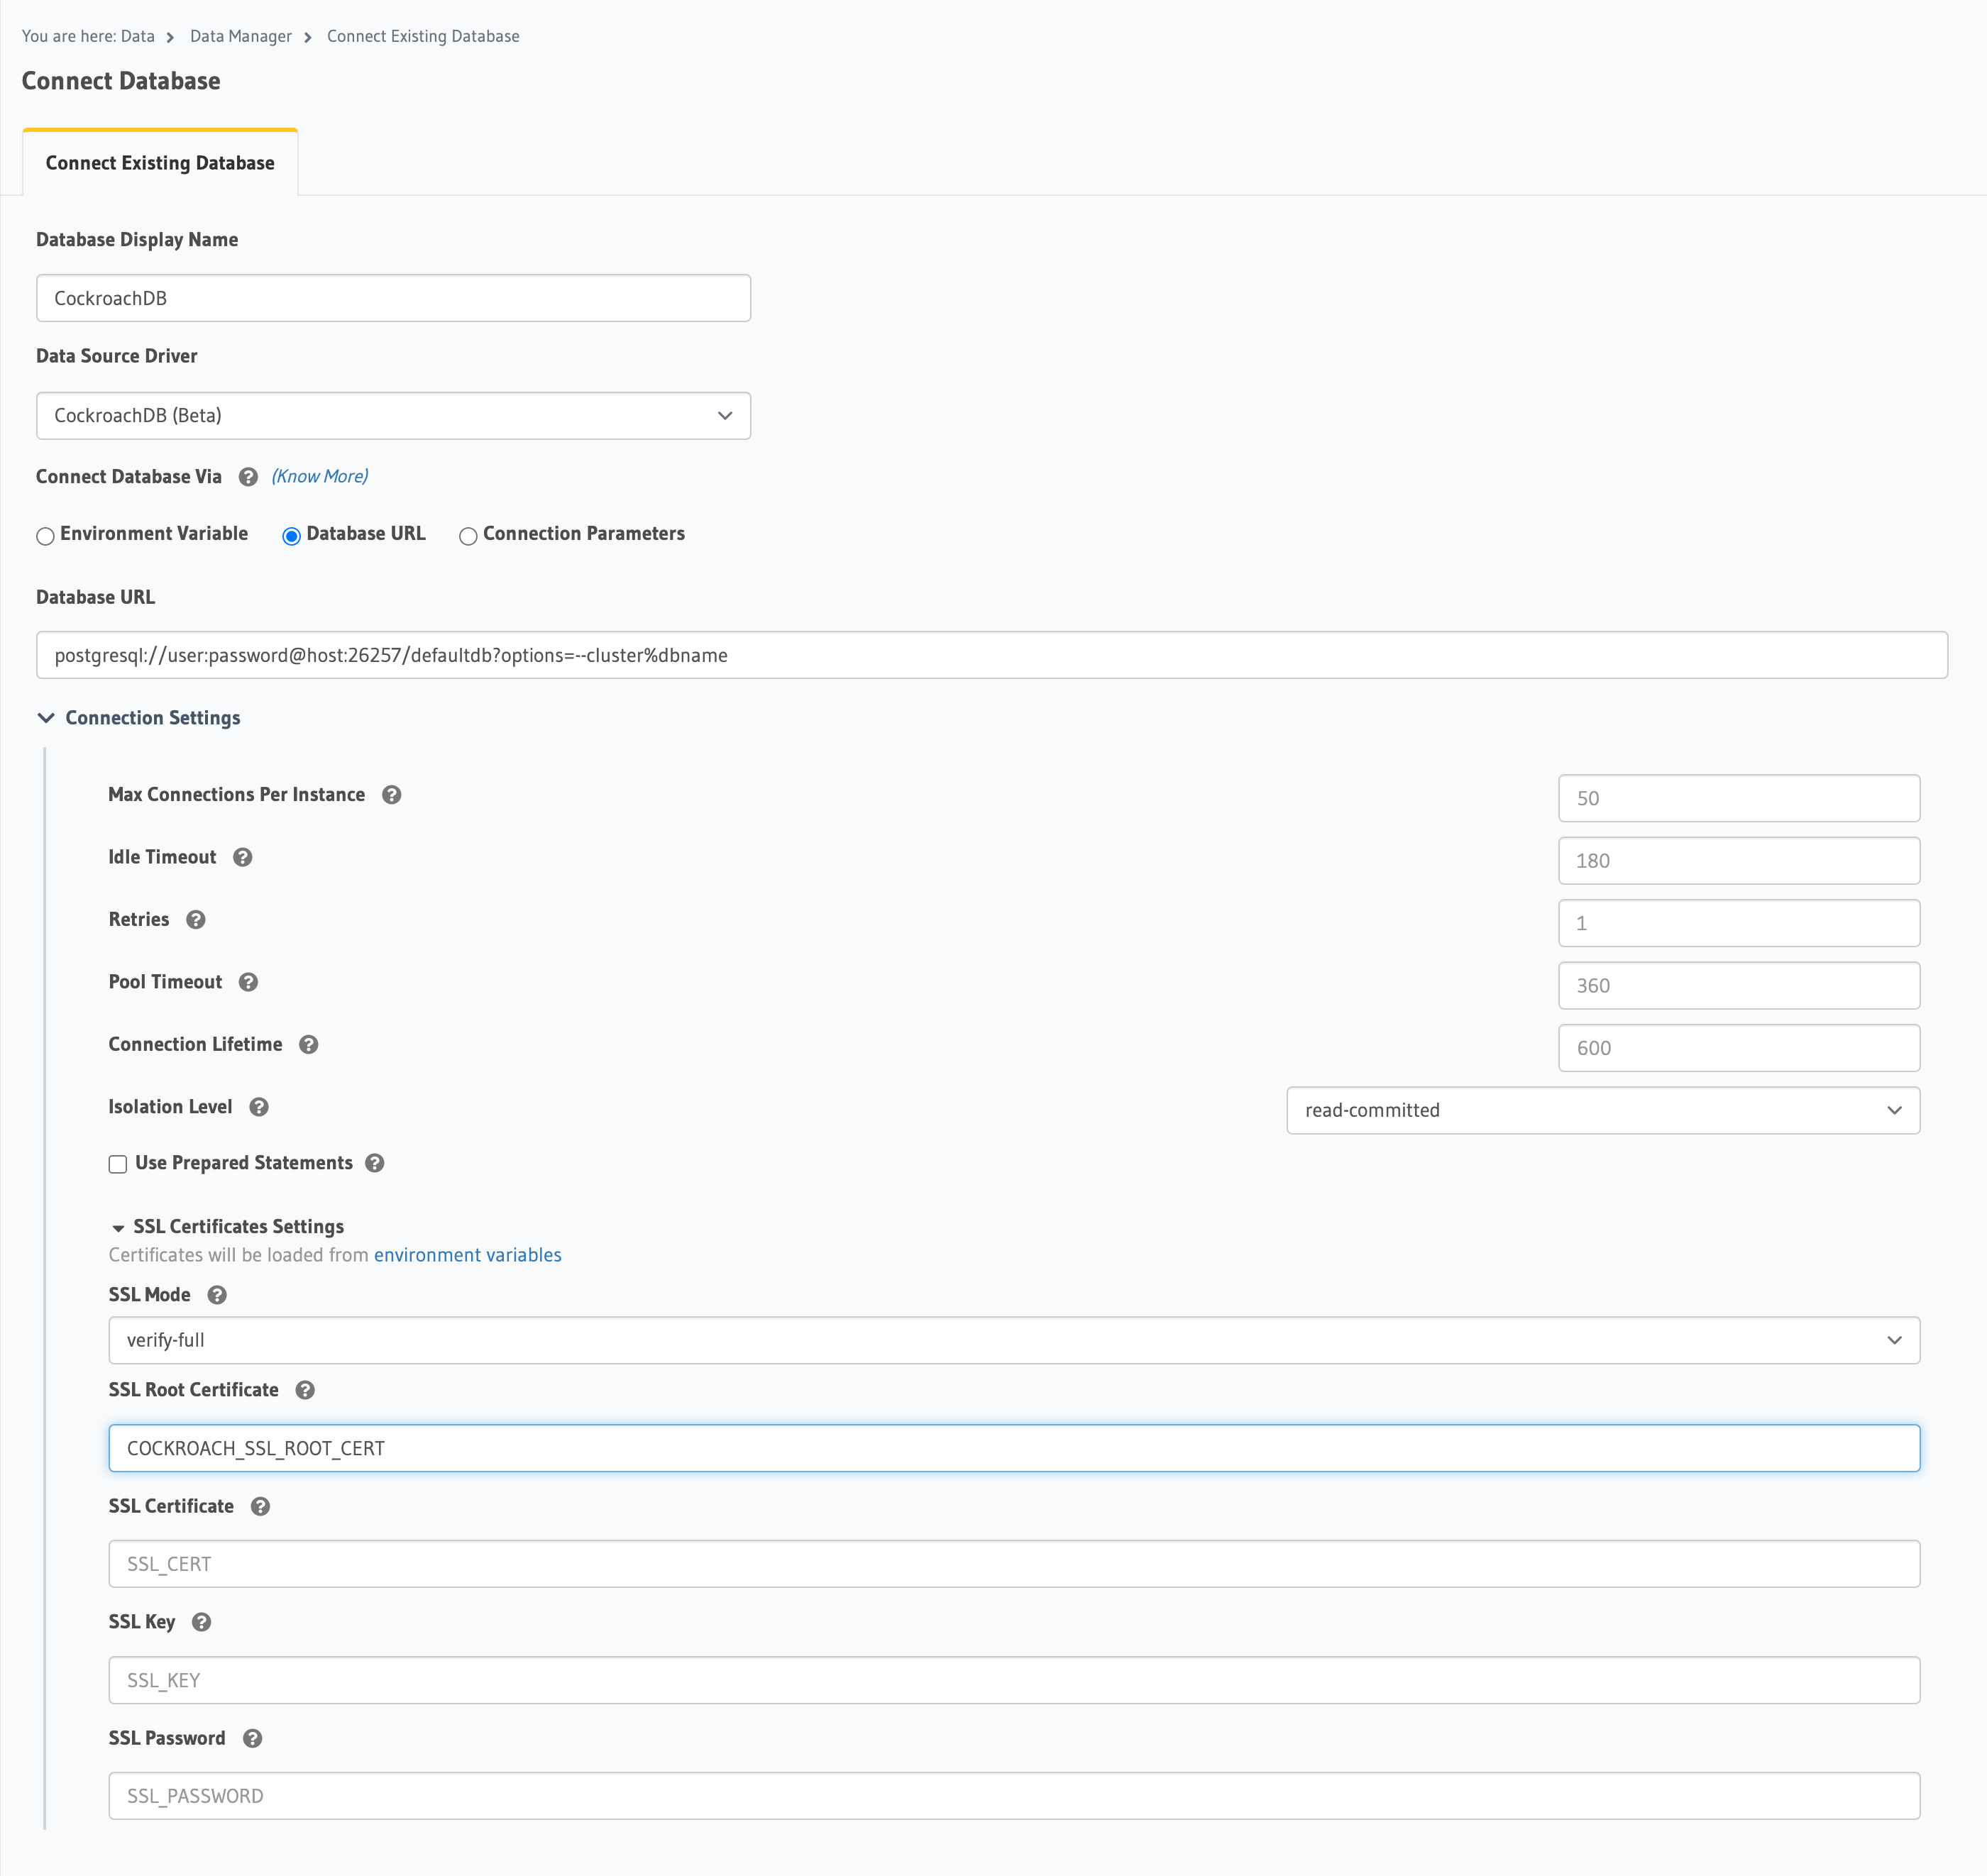 You are here: Data > Data Manager > Connect Existing Database
Connect Database
Connect Existing Database
Database Display Name
CockroachDB
Data Source Driver
CockroachDB (Beta)
Connect Database Via ? (Know More)
Environment Variable Database URL Connection Parameters
Database URL
postgresql://user:password@host:26257/defaultdb?options=--cluster%dbname
Connection Settings
Max Connections Per Instance ? 50
Idle Timeout ? 180
Retries ? 1
Pool Timeout ? 360
Connection Lifetime ? 600
Isolation Level ? read-committed
Use Prepared Statements ?
SSL Certificates Settings
Certificates will be loaded from environment variables
SSL Mode ?
verify-full
SSL Root Certificate ?
COCKROACH_SSL_ROOT_CERT
SSL Certificate ?
SSL_CERT
SSL Key ?
SSL_KEY
SSL Password ?
SSL_PASSWORD